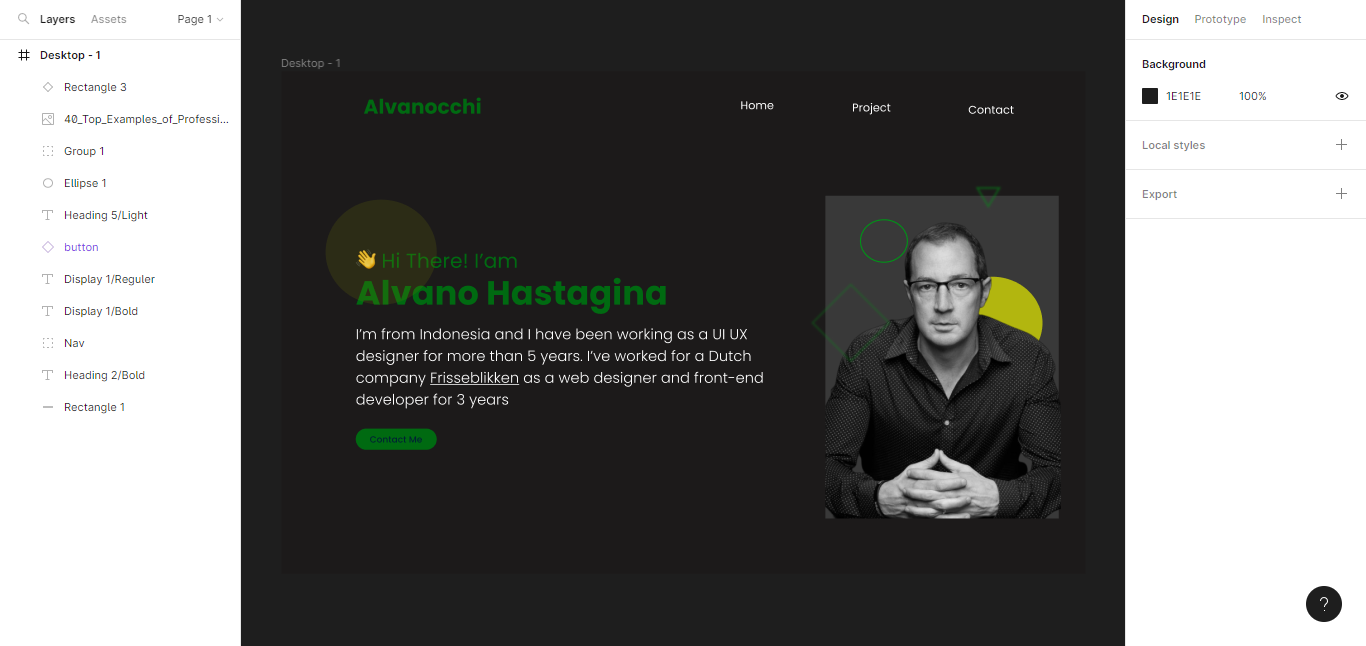 Layers Assets Page 1
Desktop - 1
Rectangle 3
40_Top_Examples_of_Professi...
Group 1
Ellipse 1
Heading 5/Light
button
Display 1/Reguler
Display 1/Bold
Nav
Heading 2/Bold
Rectangle 1
Desktop - 1
Alvanocchi
Home
Project
Contact
👋 Hi There! I'am
Alvano Hastagina
I'm from Indonesia and I have been working as a UI UX
designer for more than 5 years. I've worked for a Dutch
company Frisseblikken as a web designer and front-end
developer for 3 years
Contact Me
Design Prototype Inspect
Background
1E1E1E 100%
Local styles
Export
?